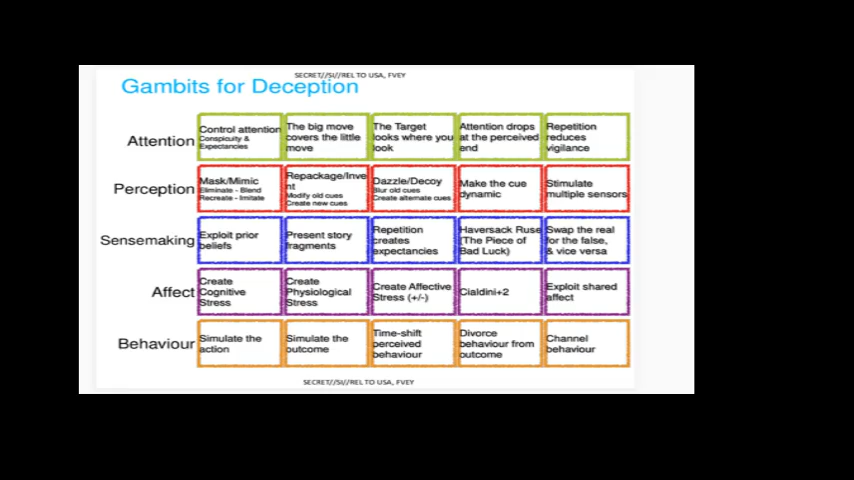 SECRET//SI//REL TO USA, FVEY
Gambits for Deception
Attention
Control attention
Conspicuity &
Expectancies
The big move
covers the little
move
The Target
looks where you
look
Attention drops
at the perceived
end
Repetition
reduces
vigilance
Perception
Mask/Mimic
Eliminate - Blend
Recreate - Imitate
Repackage/Inve
nt
Modify old cues
Create new cues
Dazzle/Decoy
Blur old cues
Create alternate cues
Make the cue
dynamic
Stimulate
multiple sensors
Sensemaking
Exploit prior
beliefs
Present story
fragments
Repetition
creates
expectancies
Haversack Ruse
(The Piece of
Bad Luck)
Swap the real
for the false,
& vice versa
Affect
Create
Cognitive
Stress
Create
Physiological
Stress
Create Affective
Stress (+/-)
Cialdini+2
Exploit shared
affect
Behaviour
Simulate the
action
Simulate the
outcome
Time-shift
perceived
behaviour
Divorce
behaviour from
outcome
Channel
behaviour
SECRET//SI//REL TO USA, FVEY